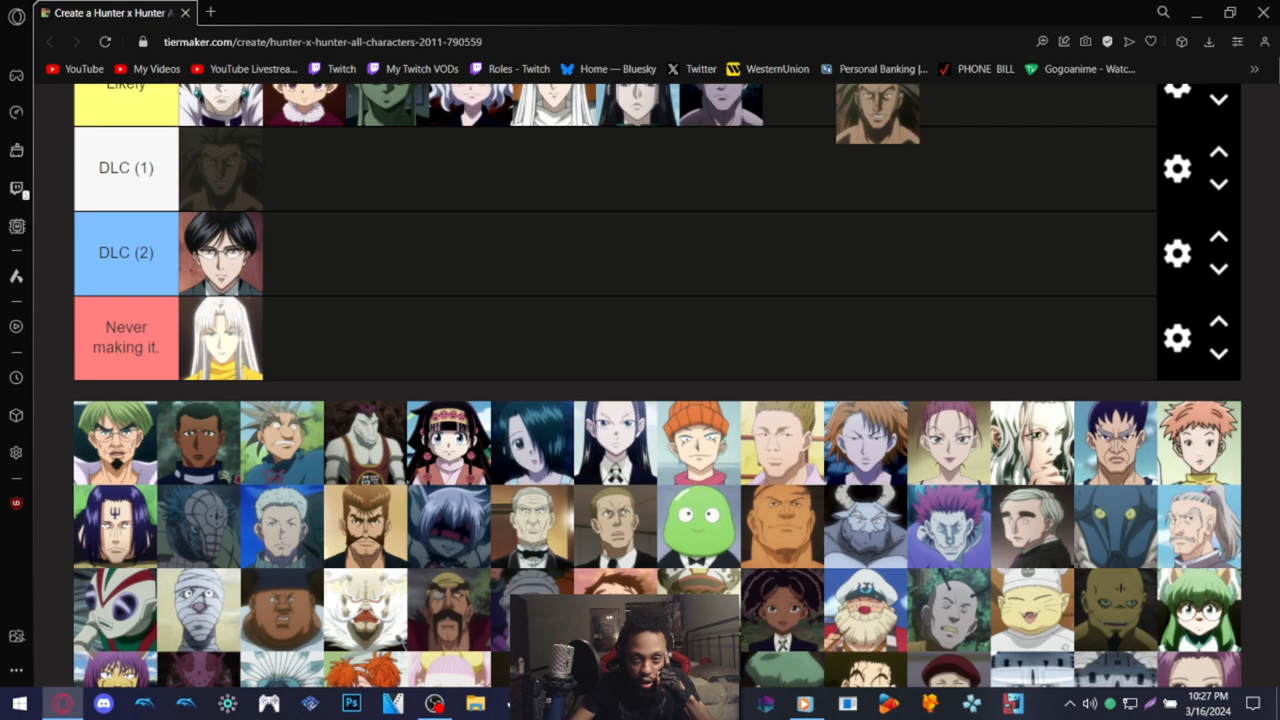 Create a Hunter x Hunter A
tiermaker.com/create/hunter-x-hunter-all-characters-2011-790559
YouTube
My Videos
YouTube Livestrea...
Twitch
My Twitch VODs
Roles - Twitch
Home — Bluesky
Twitter
WesternUnion
Personal Banking |...
PHONE BILL
Gogoanime - Watc...
Likely
DLC (1)
DLC (2)
Never
making it.
Ps
10:27 PM
3/16/2024